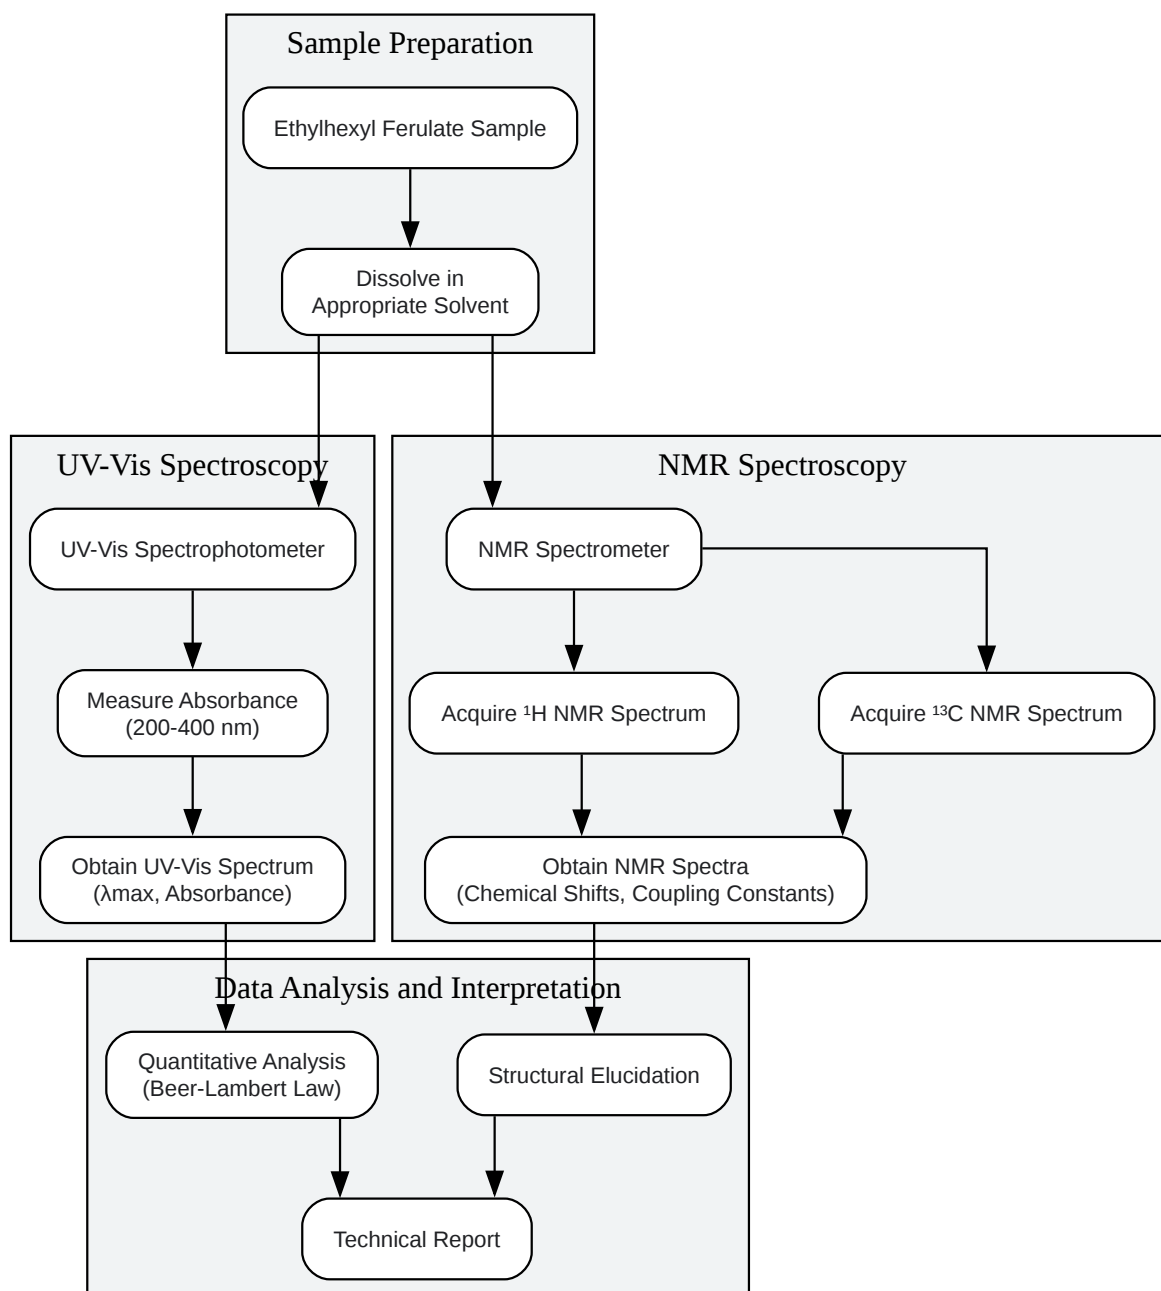 Sample Preparation
Ethylhexyl Ferulate Sample
Dissolve in
Appropriate Solvent
UV-Vis Spectroscopy
UV-Vis Spectrophotometer
Measure Absorbance
(200-400 nm)
Obtain UV-Vis Spectrum
(λmax, Absorbance)
NMR Spectroscopy
NMR Spectrometer
Acquire ¹H NMR Spectrum
Acquire ¹³C NMR Spectrum
Obtain NMR Spectra
(Chemical Shifts, Coupling Constants)
Data Analysis and Interpretation
Quantitative Analysis
(Beer-Lambert Law)
Structural Elucidation
Technical Report